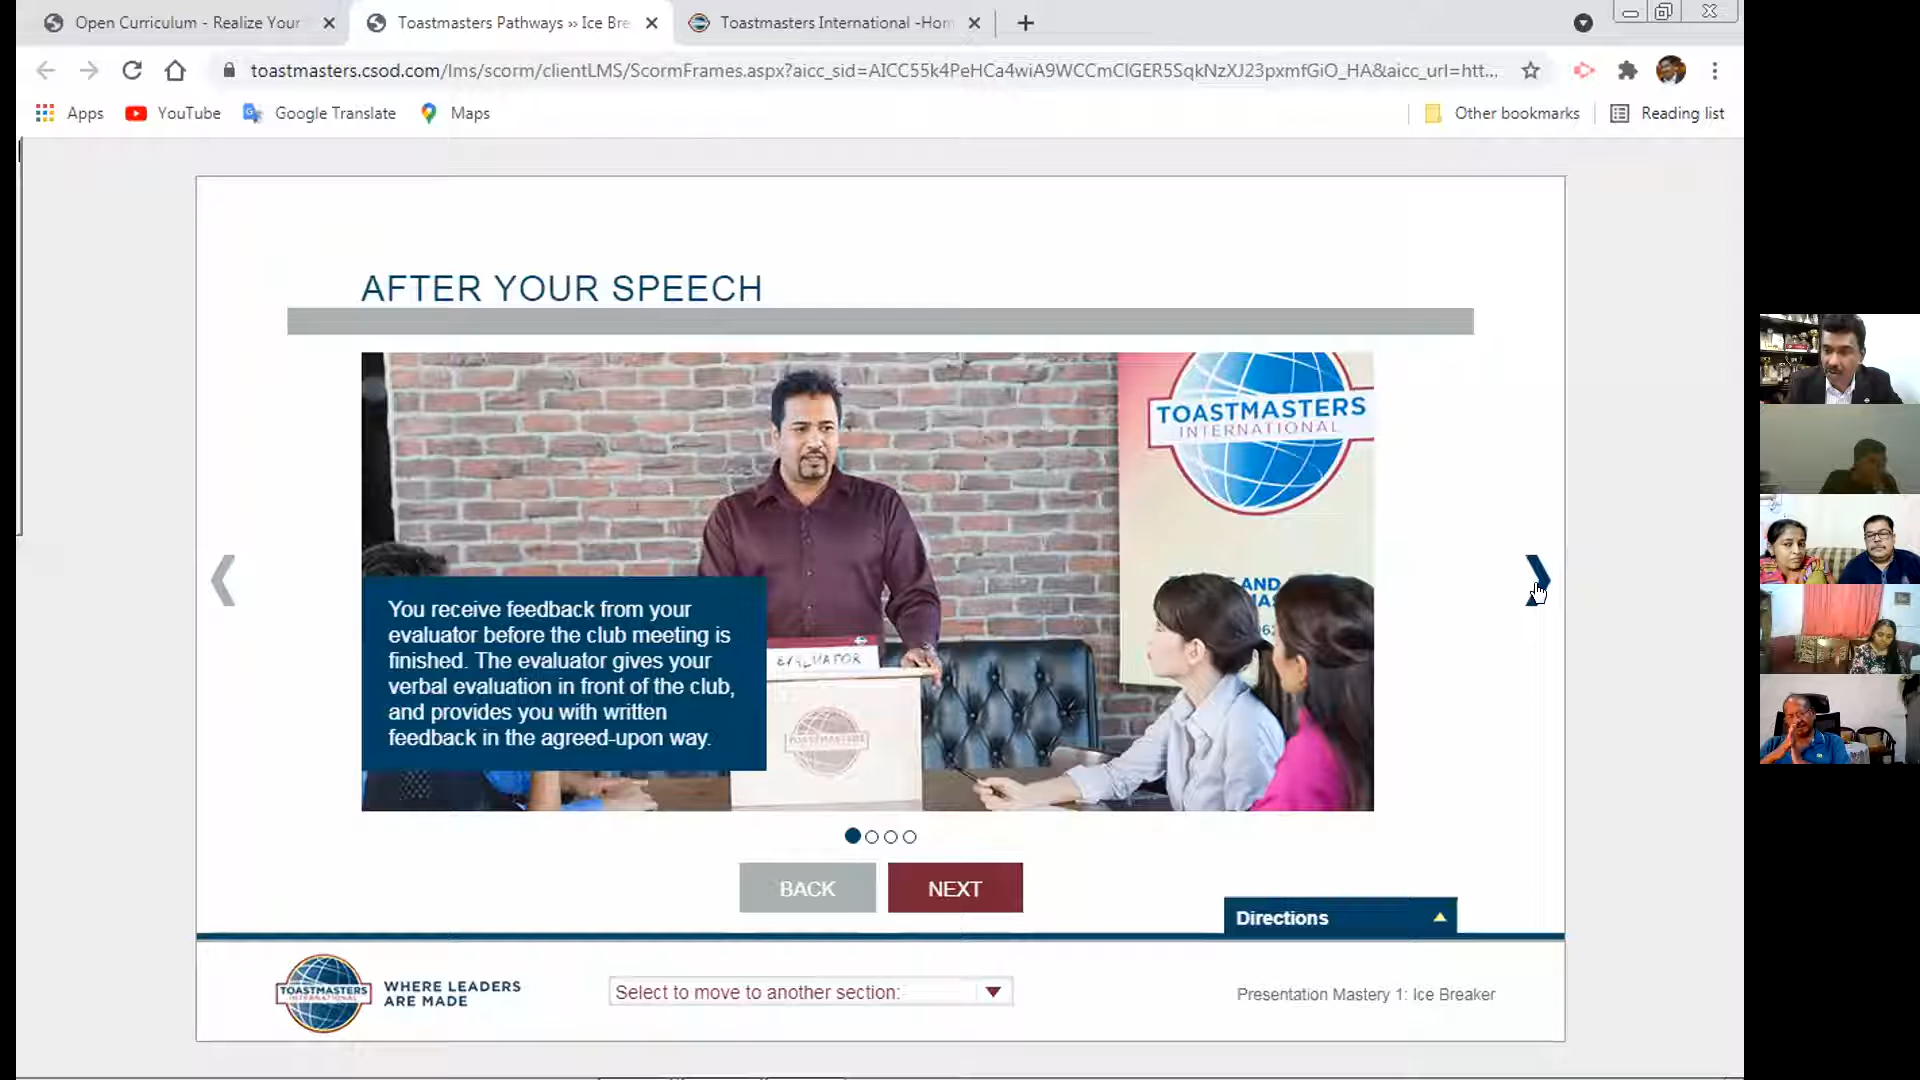 Open Curriculum - Realize Your
Toastmasters Pathways » Ice Bre
Toastmasters International -Hom
toastmasters.csod.com/lms/scorm/clientLMS/ScormFrames.aspx?aicc_sid=AICC55k4PeHCa4wiA9WCCmClGER5SqkNzXJ23pxmfGiO_HA&aicc_url=htt...
Apps
YouTube
Google Translate
Maps
Other bookmarks
Reading list
AFTER YOUR SPEECH
TOASTMASTERS
INTERNATIONAL
AND
You receive feedback from your
evaluator before the club meeting is
finished. The evaluator gives your
verbal evaluation in front of the club,
and provides you with written
feedback in the agreed-upon way.
EVALUATOR
TOASTMASTERS
BACK
NEXT
Directions
TOASTMASTERS
INTERNATIONAL
WHERE LEADERS
ARE MADE
Select to move to another section:
Presentation Mastery 1: Ice Breaker